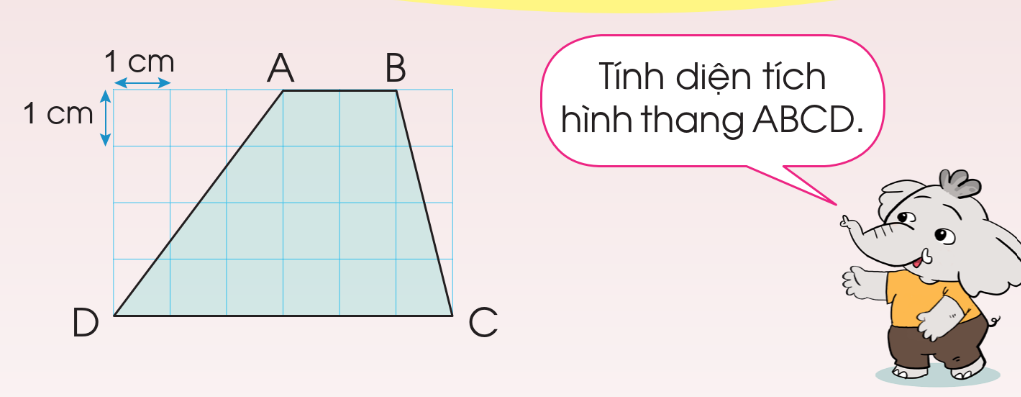 1 cm
A
B
1 cm
D
C
Tính diện tích
hình thang ABCD.